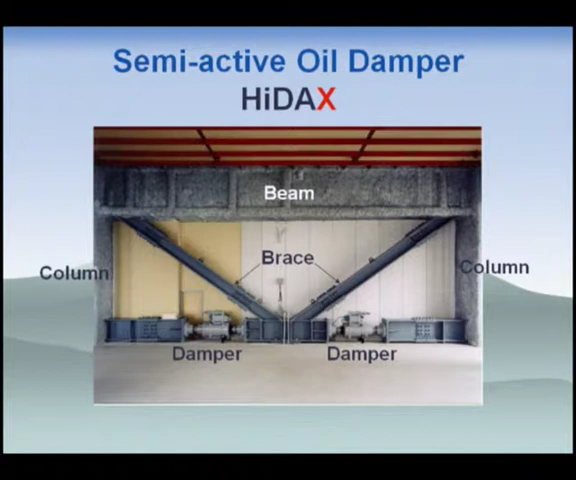 Semi-active Oil Damper
HiDAX
Beam
Brace
Column
Column
Damper
Damper